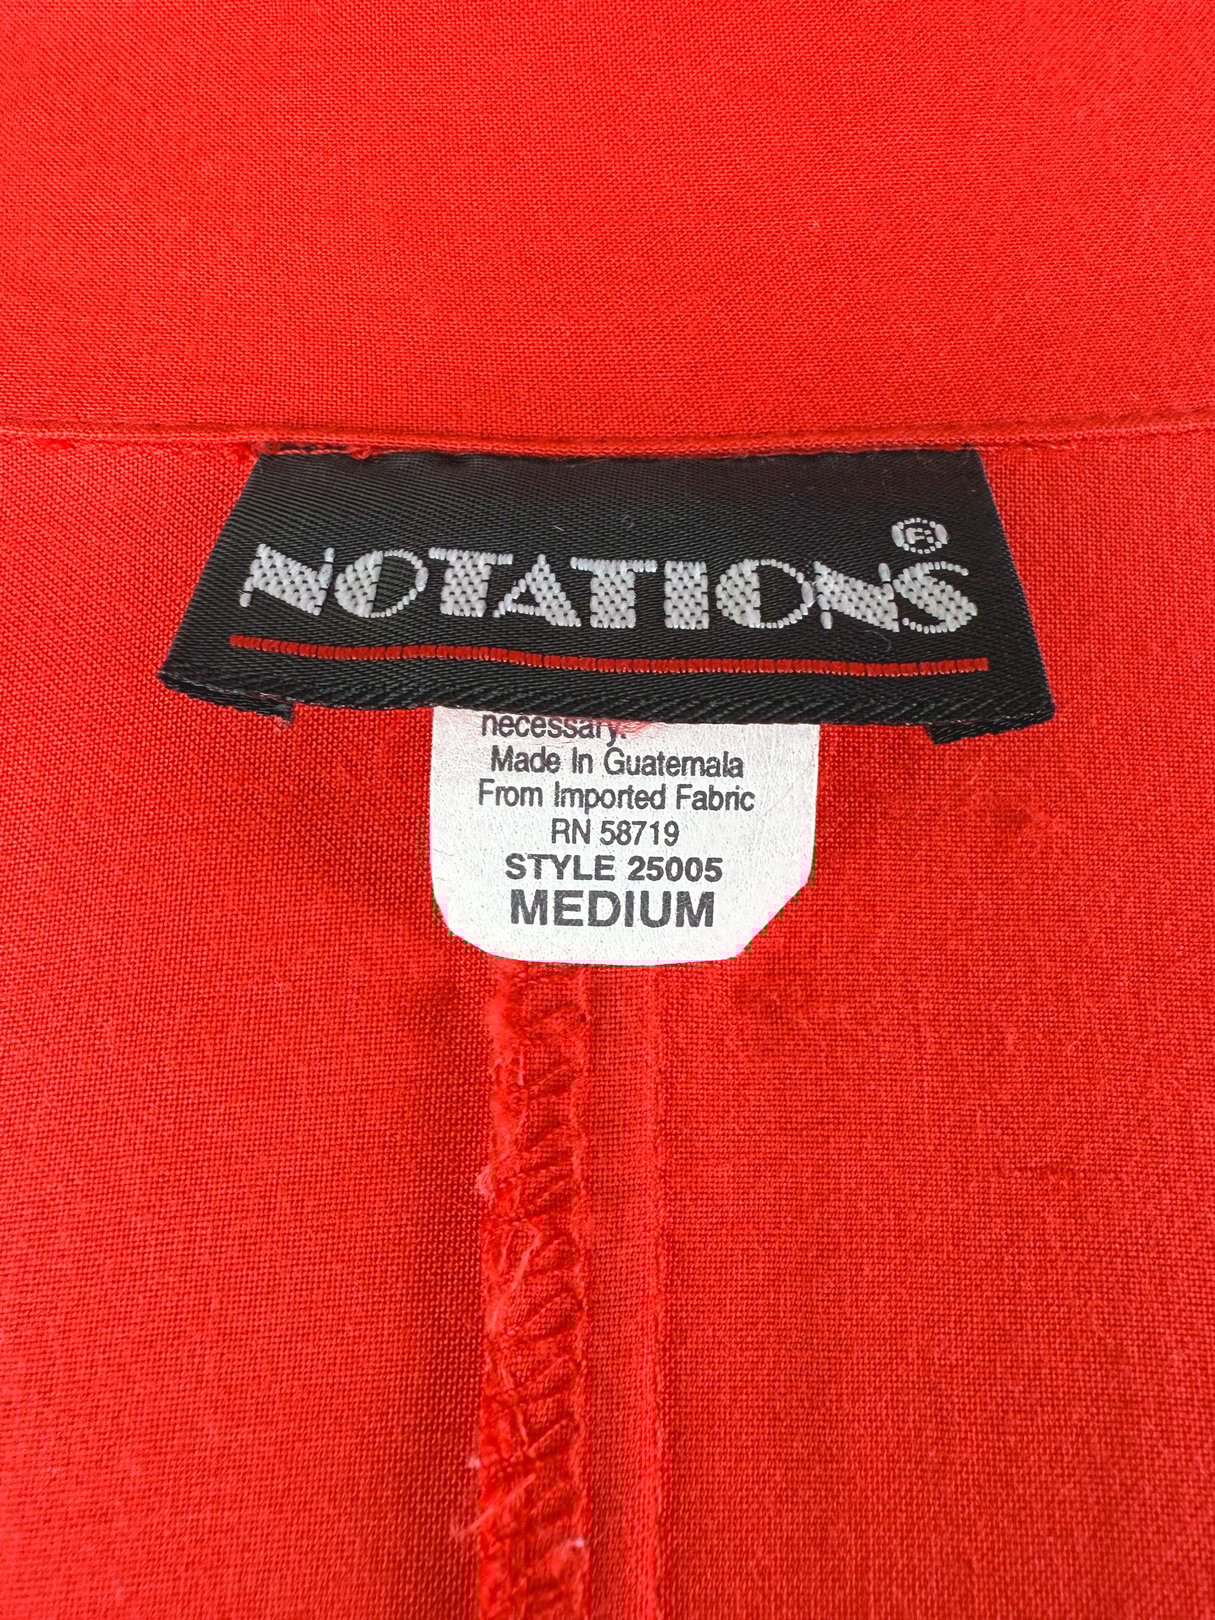 NOTATIONS®
necessary.
Made In Guatemala
From Imported Fabric
RN 58719
STYLE 25005
MEDIUM